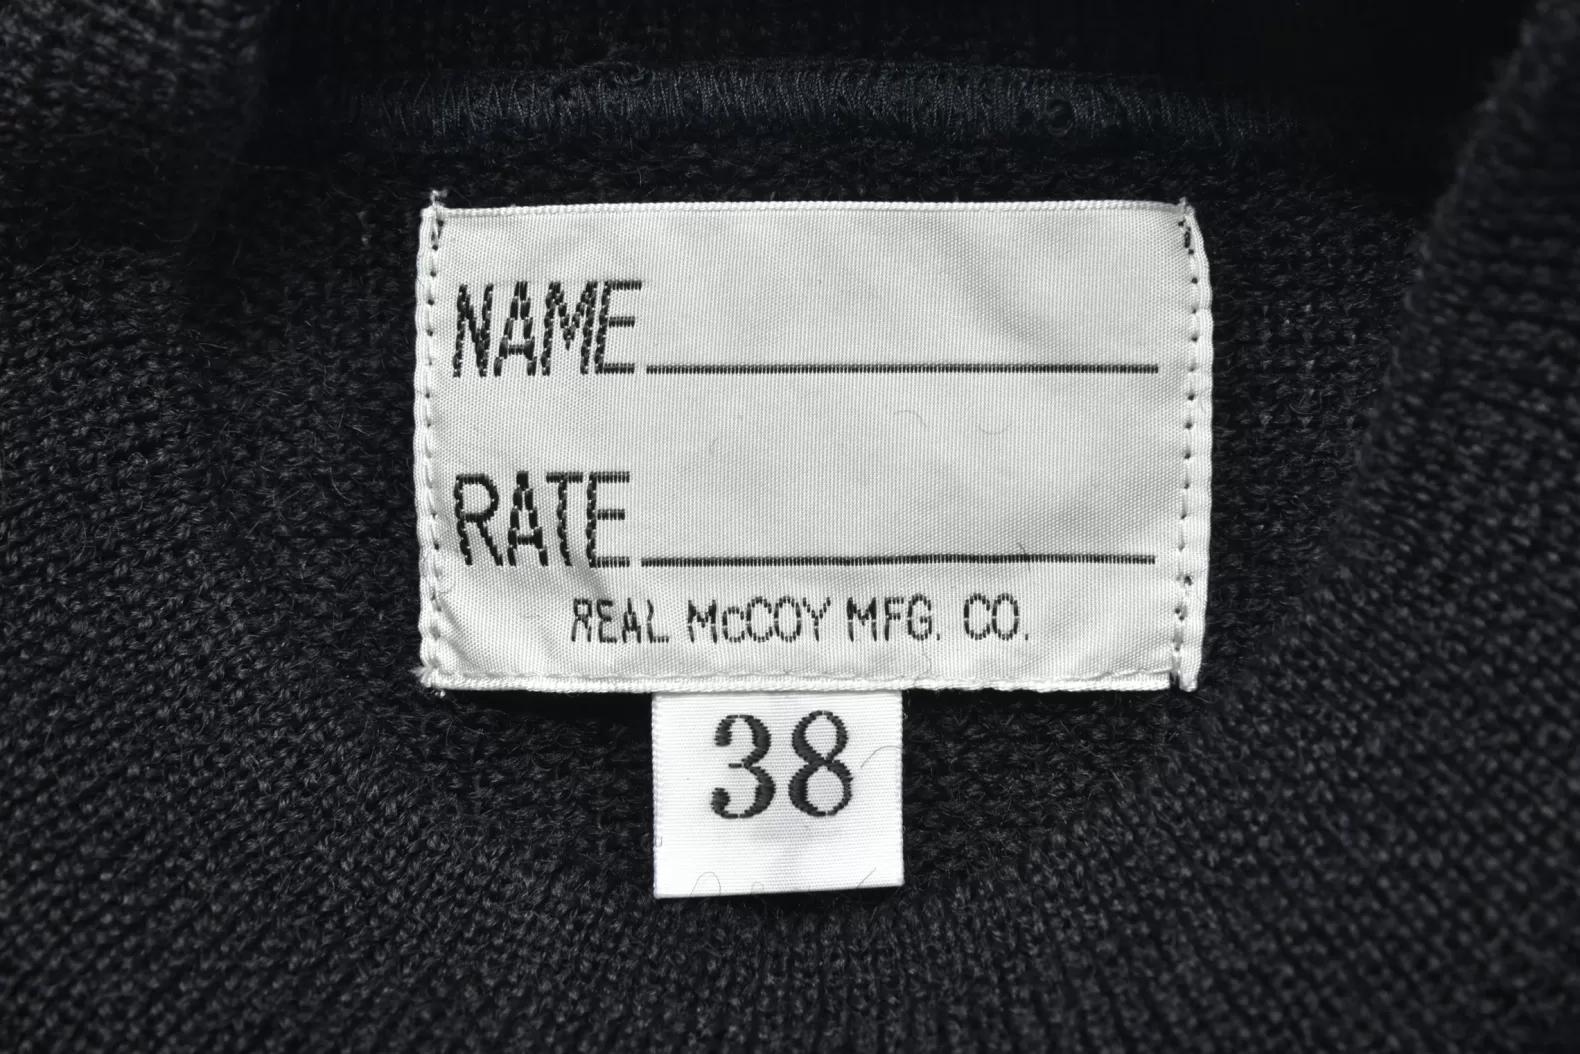 NAME
RATE
REAL McCOY MFG. CO.
38